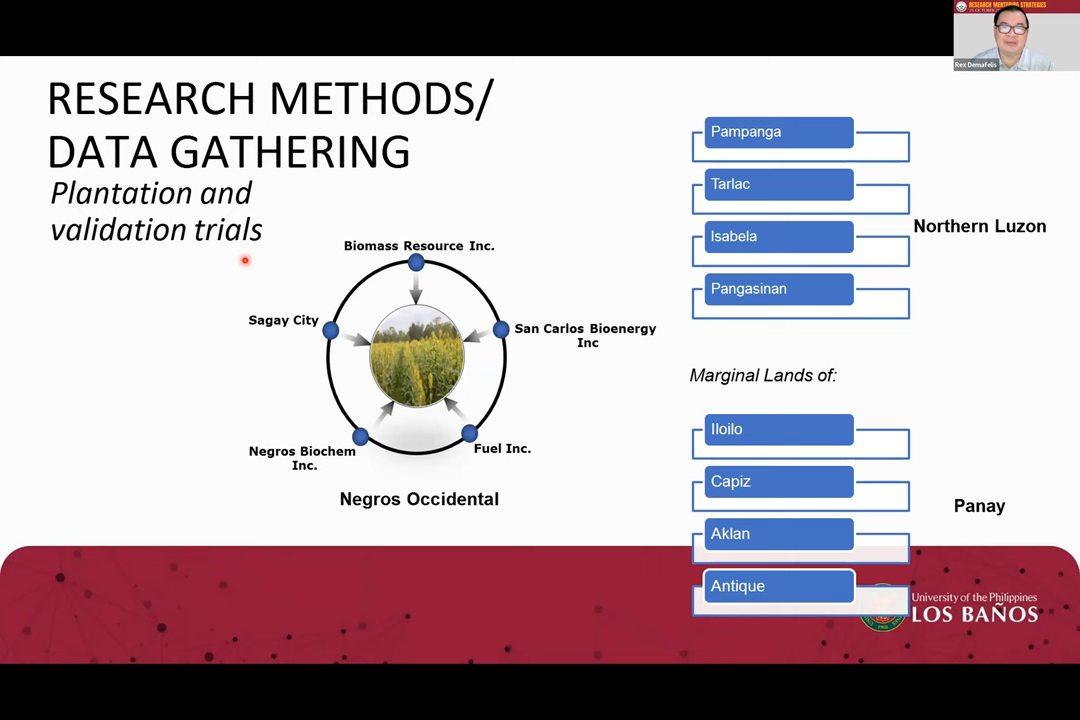 RESEARCH MENTORING STRATEGIES
Rex Demafelis
RESEARCH METHODS/
DATA GATHERING
Plantation and
validation trials
Biomass Resource Inc.
Sagay City
San Carlos Bioenergy
Inc
Negros Biochem
Inc.
Fuel Inc.
Negros Occidental
Pampanga
Tarlac
Isabela
Pangasinan
Northern Luzon
Marginal Lands of:
Iloilo
Capiz
Aklan
Antique
Panay
University of the Philippines
LOS BAÑOS